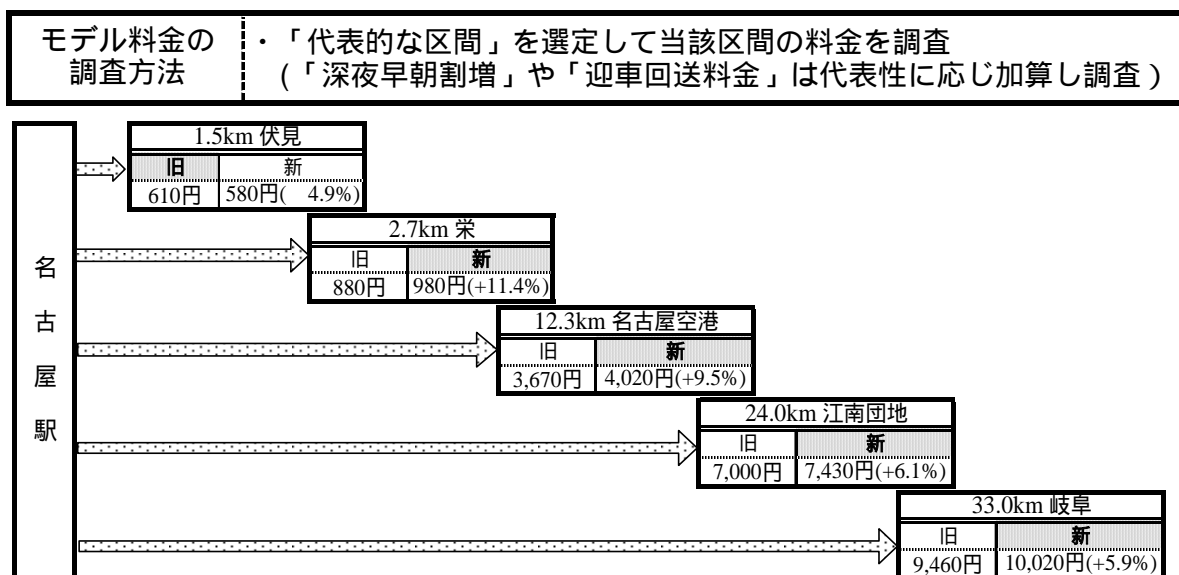 モデル料金の
調査方法
・「代表的な区間」を選定して当該区間の料金を調査
(「深夜早朝割増」や「迎車回送料金」は代表性に応じ加算し調査)
名古屋駅
1.5km 伏見
旧 新
610円 580円( 4.9%)
2.7km 栄
旧 新
880円 980円(+11.4%)
12.3km 名古屋空港
旧 新
3,670円 4,020円(+9.5%)
24.0km 江南団地
旧 新
7,000円 7,430円(+6.1%)
33.0km 岐阜
旧 新
9,460円 10,020円(+5.9%)